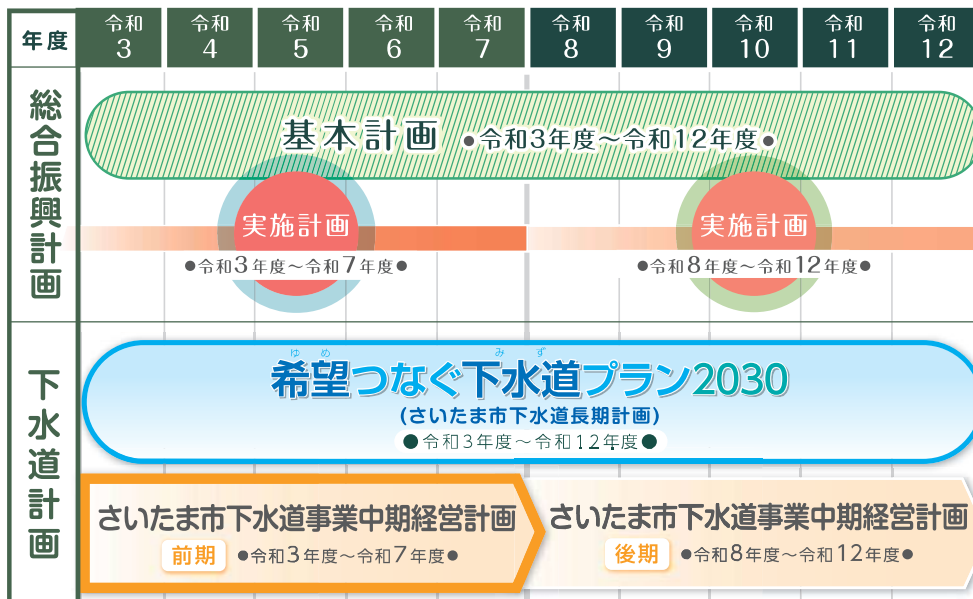 年度
令和 3
令和 4
令和 5
令和 6
令和 7
令和 8
令和 9
令和 10
令和 11
令和 12
総合振興計画
基本計画 ●令和3年度～令和12年度●
実施計画
●令和3年度～令和7年度●
実施計画
●令和8年度～令和12年度●
下水道計画
ゆめ みず
希望つなぐ下水道プラン2030
(さいたま市下水道長期計画)
●令和3年度～令和12年度●
さいたま市下水道事業中期経営計画
前期 ●令和3年度～令和7年度●
さいたま市下水道事業中期経営計画
後期 ●令和8年度～令和12年度●